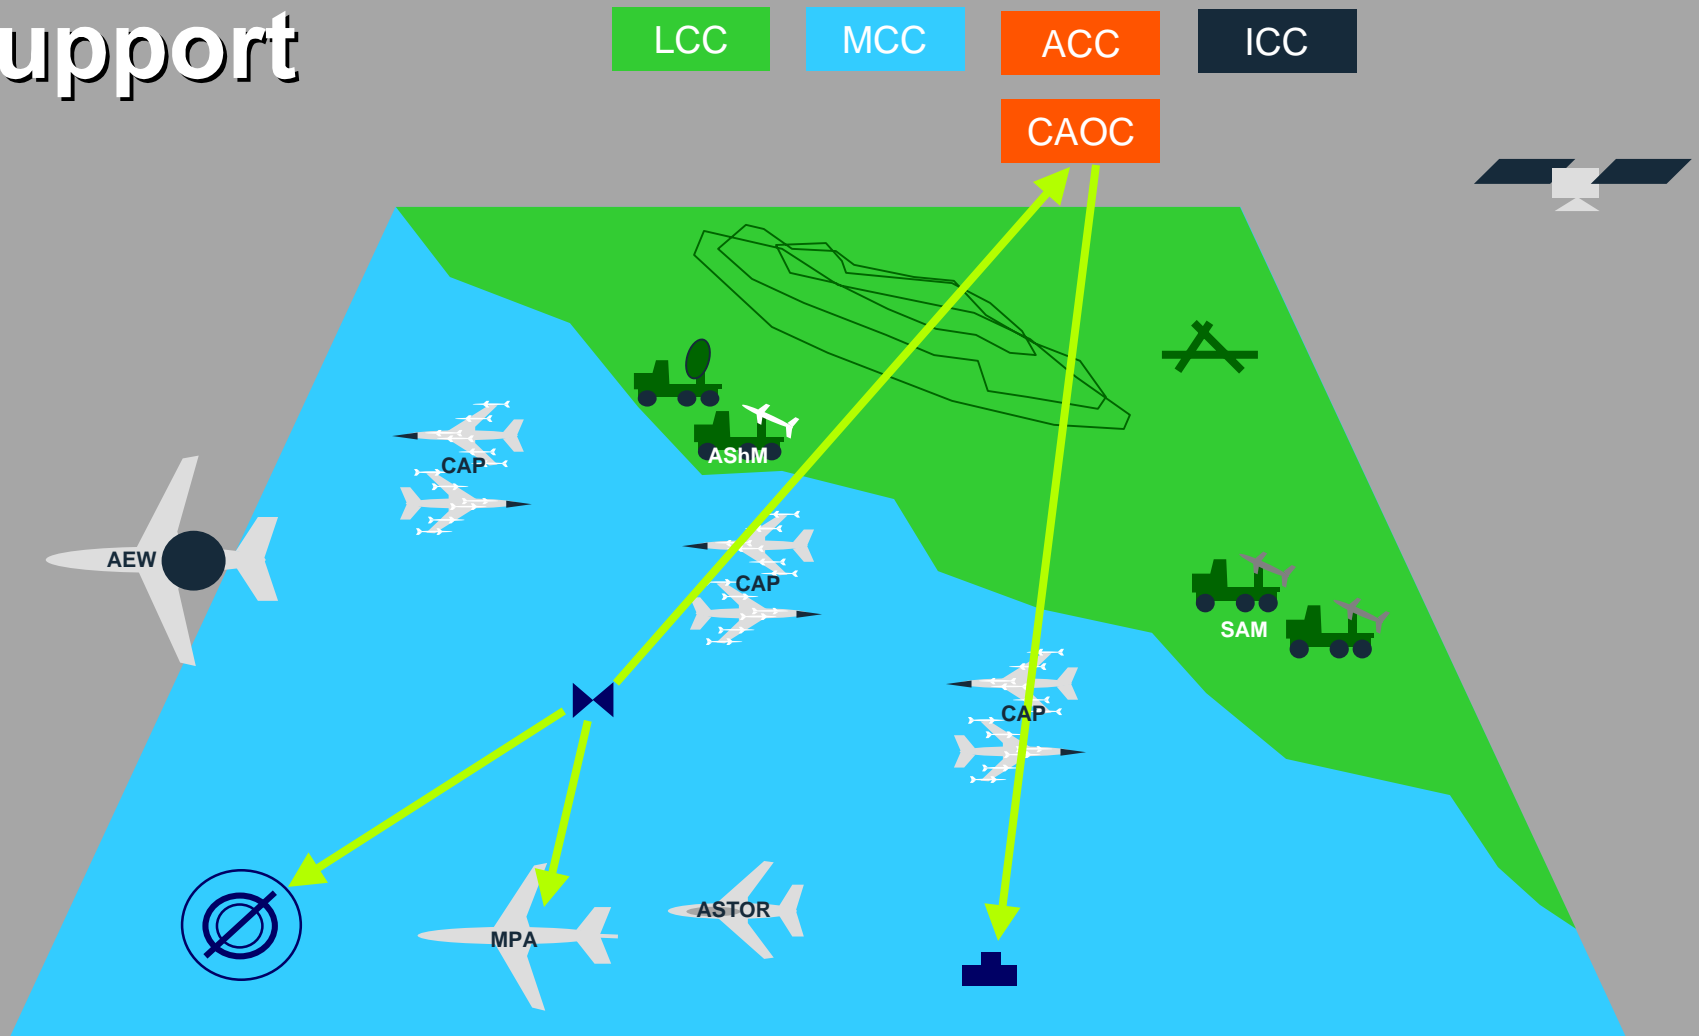 upport
LCC
MCC
ACC
ICC
CAOC
CAP
AShM
AEW
CAP
SAM
CAP
MPA
ASTOR